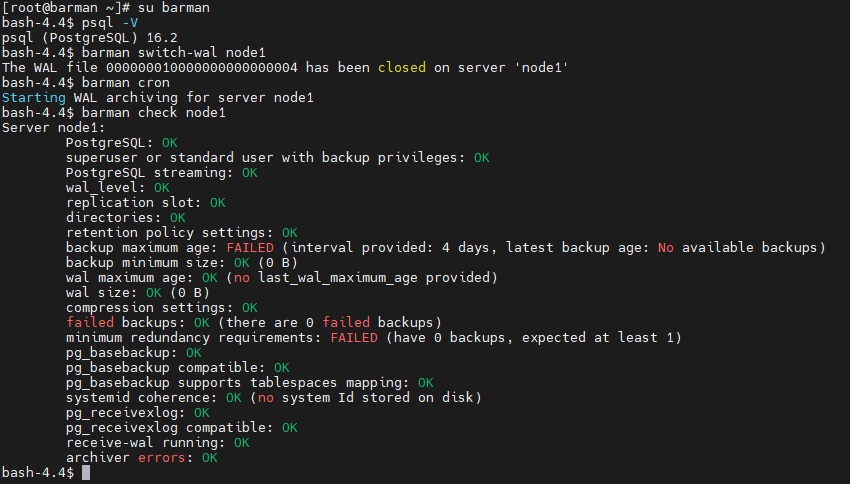 [root@barman ~]# su barman
bash-4.4$ psql -V
psql (PostgreSQL) 16.2
bash-4.4$ barman switch-wal node1
The WAL file 000000010000000000000004 has been closed on server 'node1'
bash-4.4$ barman cron
Starting WAL archiving for server node1
bash-4.4$ barman check node1
Server node1:
        PostgreSQL: OK
        superuser or standard user with backup privileges: OK
        PostgreSQL streaming: OK
        wal_level: OK
        replication slot: OK
        directories: OK
        retention policy settings: OK
        backup maximum age: FAILED (interval provided: 4 days, latest backup age: No available backups)
        backup minimum size: OK (0 B)
        wal maximum age: OK (no last_wal_maximum_age provided)
        wal size: OK (0 B)
        compression settings: OK
        failed backups: OK (there are 0 failed backups)
        minimum redundancy requirements: FAILED (have 0 backups, expected at least 1)
        pg_basebackup: OK
        pg_basebackup compatible: OK
        pg_basebackup supports tablespaces mapping: OK
        systemid coherence: OK (no system Id stored on disk)
        pg_receivexlog: OK
        pg_receivexlog compatible: OK
        receive-wal running: OK
        archiver errors: OK
bash-4.4$